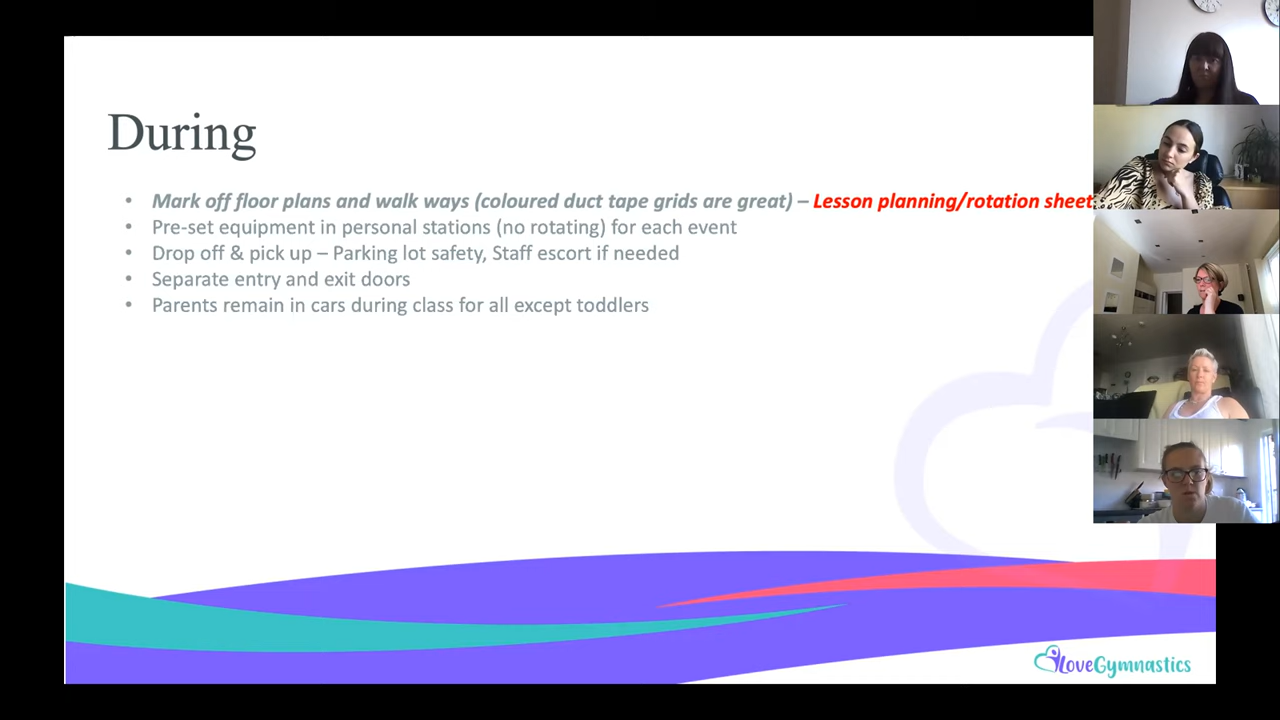 During
• Mark off floor plans and walk ways (coloured duct tape grids are great) – Lesson planning/rotation sheet
• Pre-set equipment in personal stations (no rotating) for each event
• Drop off & pick up – Parking lot safety, Staff escort if needed
• Separate entry and exit doors
• Parents remain in cars during class for all except toddlers
iLoveGymnastics